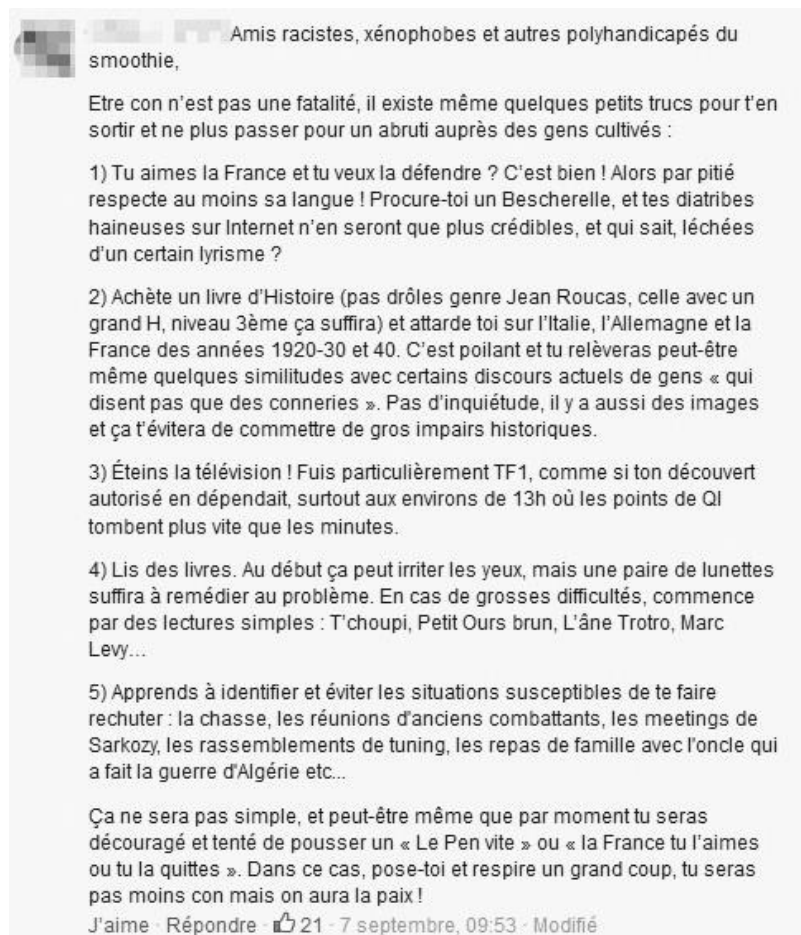 Amis racistes, xénophobes et autres polyhandicapés du
smoothie,
Etre con n'est pas une fatalité, il existe même quelques petits trucs pour t'en
sortir et ne plus passer pour un abruti auprès des gens cultivés :
1) Tu aimes la France et tu veux la défendre ? C'est bien ! Alors par pitié
respecte au moins sa langue ! Procure-toi un Bescherelle, et tes diatribes
haineuses sur Internet n'en seront que plus crédibles, et qui sait, léchées
d'un certain lyrisme ?
2) Achète un livre d'Histoire (pas drôles genre Jean Roucas, celle avec un
grand H, niveau 3ème ça suffira) et attarde toi sur l'Italie, l'Allemagne et la
France des années 1920-30 et 40. C'est poilant et tu relèveras peut-être
même quelques similitudes avec certains discours actuels de gens « qui
disent pas que des conneries ». Pas d'inquiétude, il y a aussi des images
et ça t'évitera de commettre de gros impairs historiques.
3) Éteins la télévision ! Fuis particulièrement TF1, comme si ton découvert
autorisé en dépendait, surtout aux environs de 13h où les points de QI
tombent plus vite que les minutes.
4) Lis des livres. Au début ça peut irriter les yeux, mais une paire de lunettes
suffira à remédier au problème. En cas de grosses difficultés, commence
par des lectures simples : T'choupi, Petit Ours brun, L'âne Trotro, Marc
Levy...
5) Apprends à identifier et éviter les situations susceptibles de te faire
rechuter : la chasse, les réunions d'anciens combattants, les meetings de
Sarkozy, les rassemblements de tuning, les repas de famille avec l'oncle qui
a fait la guerre d'Algérie etc...
Ça ne sera pas simple, et peut-être même que par moment tu seras
découragé et tenté de pousser un « Le Pen vite » ou « la France tu l'aimes
ou tu la quittes ». Dans ce cas, pose-toi et respire un grand coup, tu seras
pas moins con mais on aura la paix !
J'aime · Répondre · 21 · 7 septembre, 09:53 · Modifié